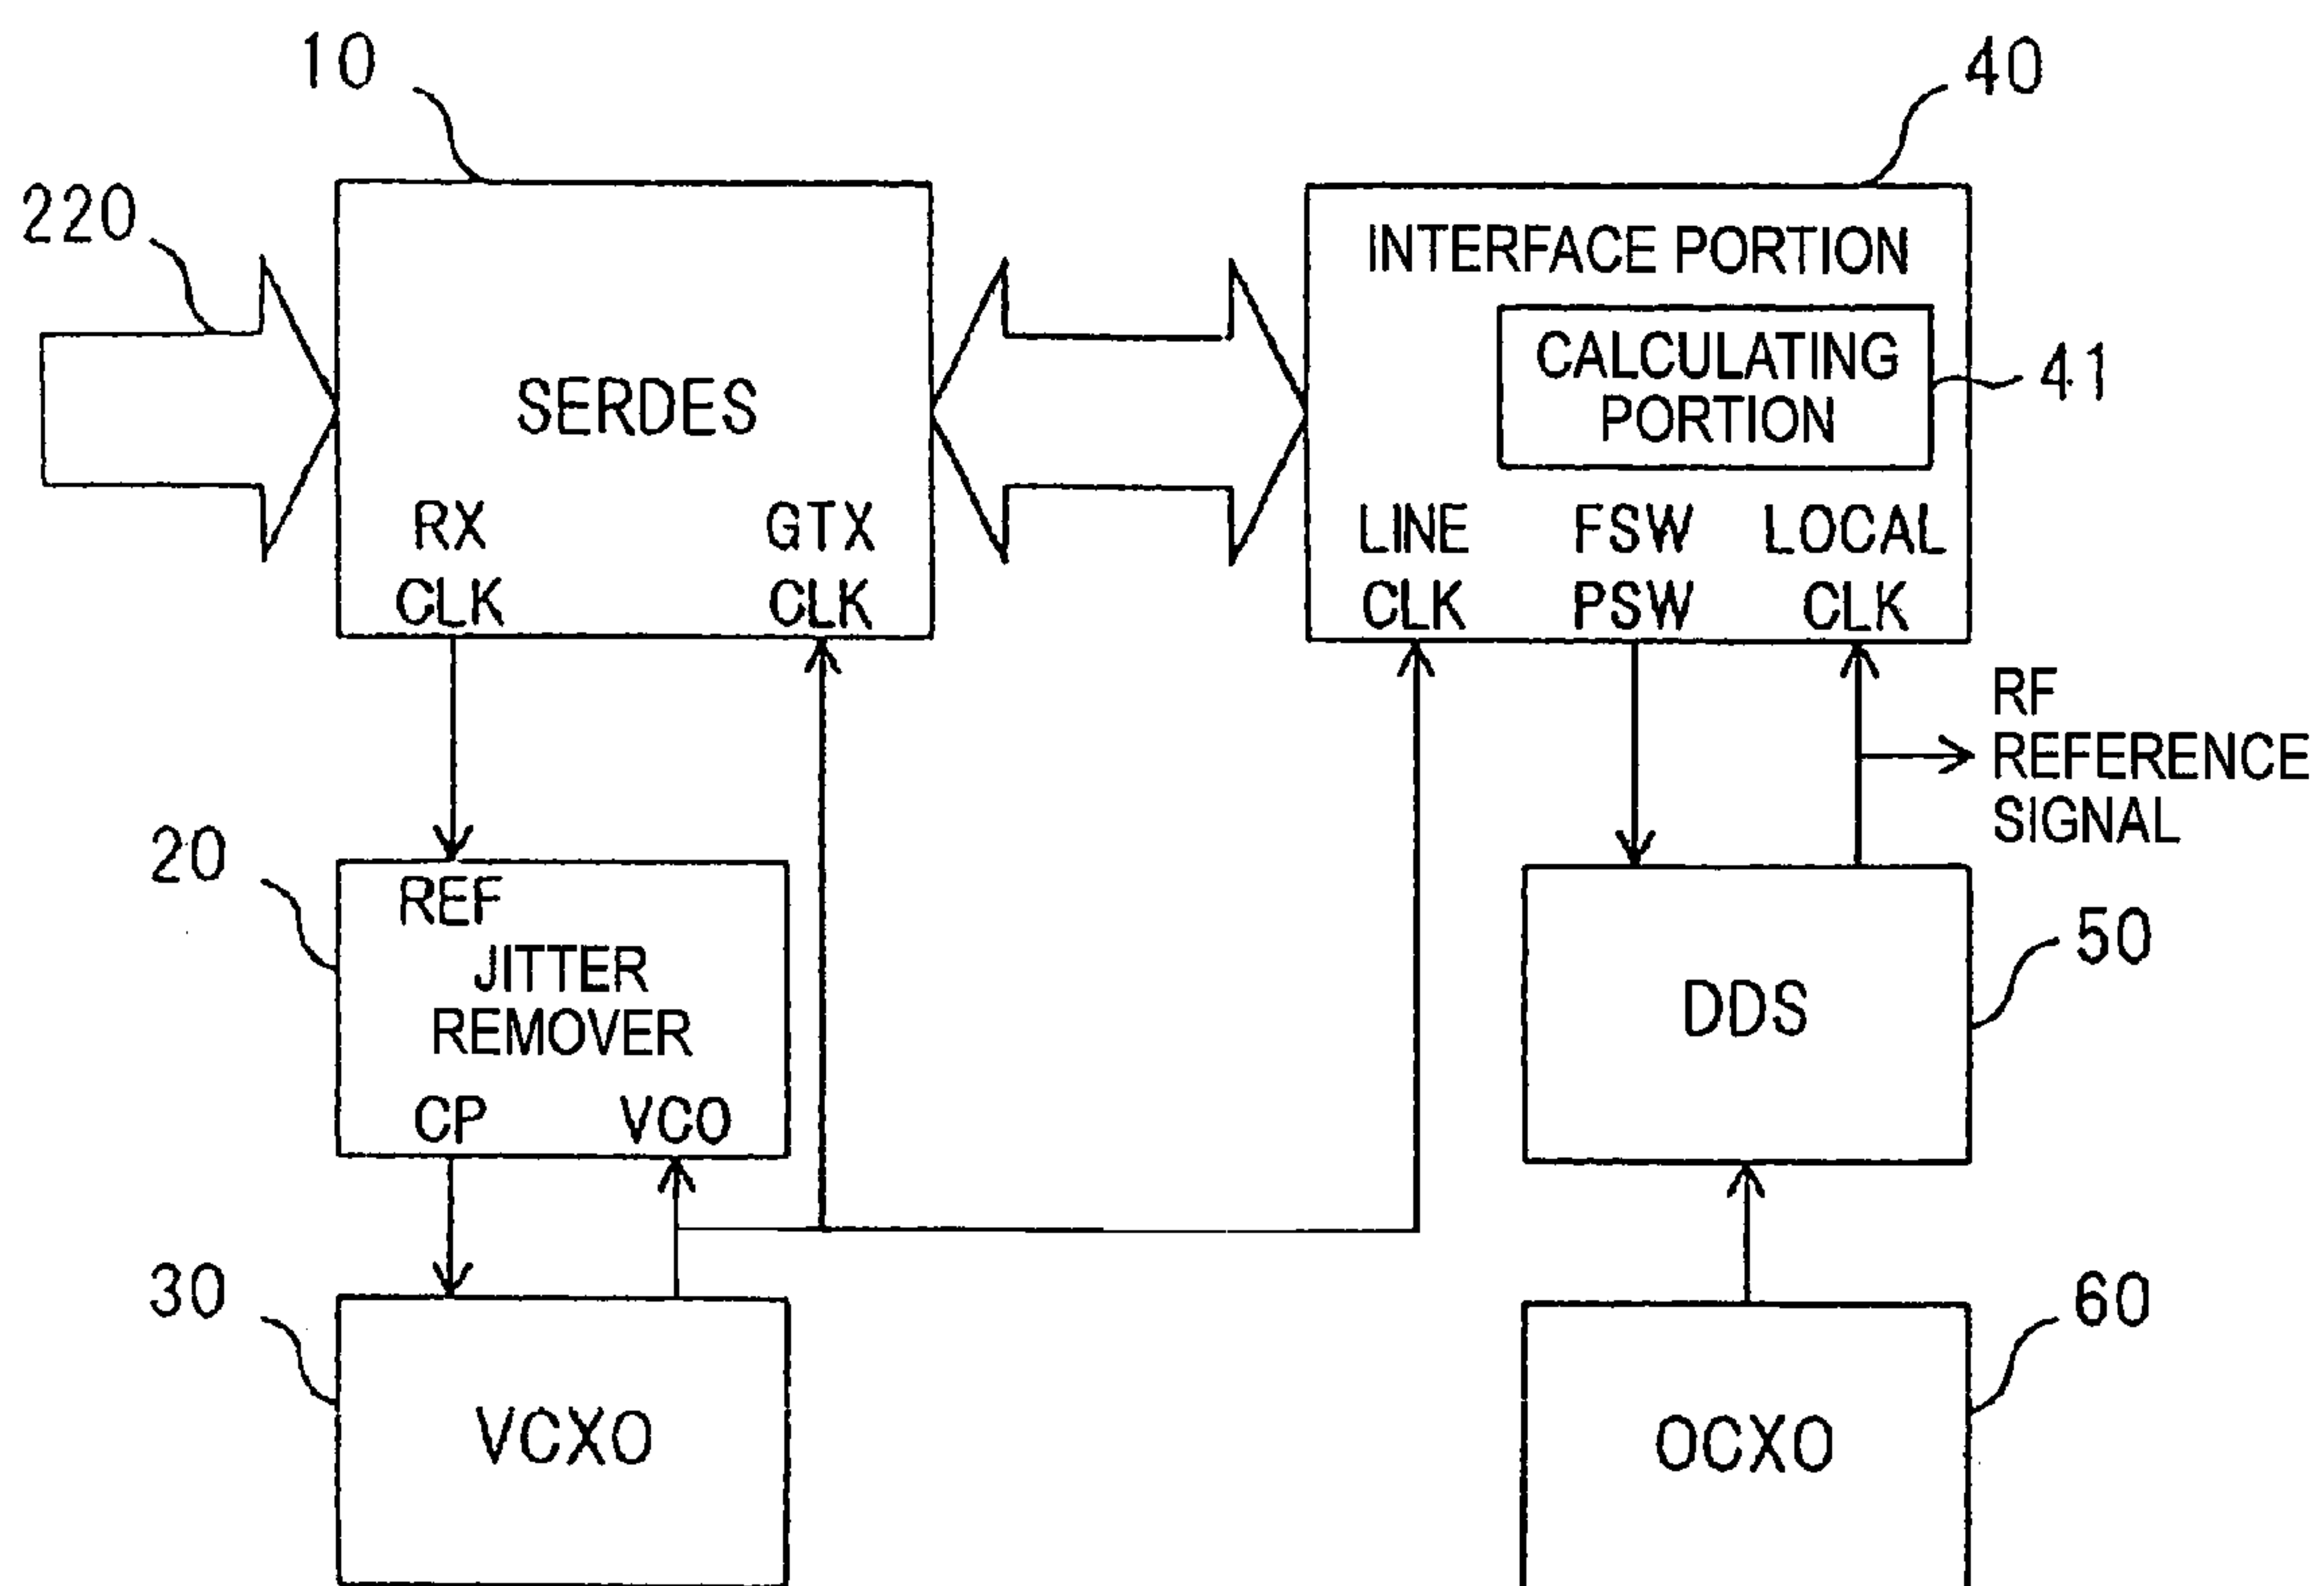 10
40
220
INTERFACE PORTION
CALCULATING
PORTION
41
SERDES
RX
CLK
GTX
CLK
LINE
CLK
FSW
PSW
LOCAL
CLK
RF
REFERENCE
SIGNAL
20
REF
JITTER
REMOVER
CP
VCO
50
DDS
30
VCXO
60
OCXO